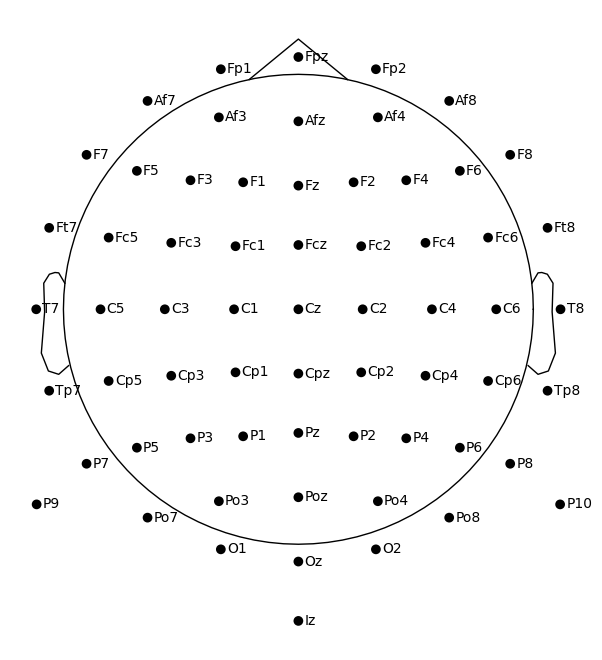 Fpz
Fp1 Fp2
Af7 Af8
Af3 Afz Af4
F7 F8
F5 F6
F3 F1 Fz F2 F4
Ft7 Ft8
Fc5 Fc6
Fc3 Fc1 Fcz Fc2 Fc4
T7 C5 C3 C1 Cz C2 C4 C6 T8
Cp5 Cp3 Cp1 Cpz Cp2 Cp4 Cp6
Tp7 Tp8
P3 P1 Pz P2 P4
P5 P6
P7 P8
Po3 Poz Po4
P9 P10
Po7 Po8
O1 O2
Oz
Iz